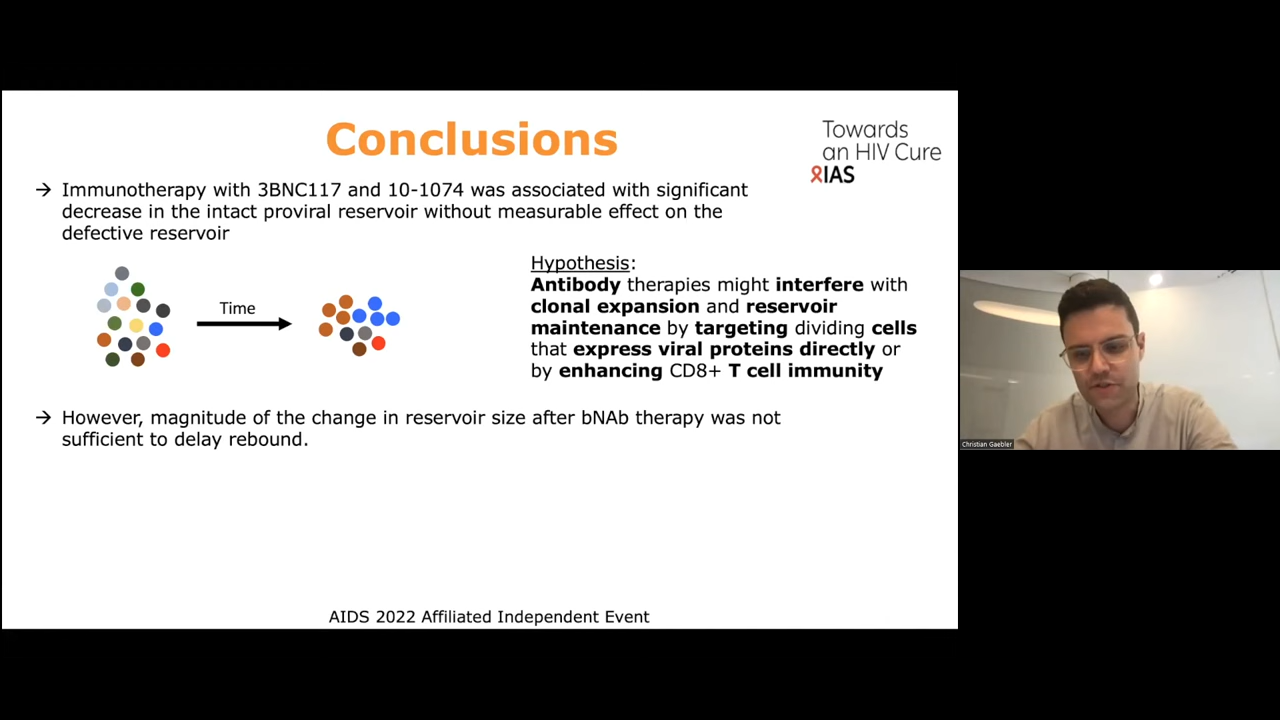 Conclusions
Towards
an HIV Cure
IAS
→ Immunotherapy with 3BNC117 and 10-1074 was associated with significant
decrease in the intact proviral reservoir without measurable effect on the
defective reservoir
Time
Hypothesis:
Antibody therapies might interfere with
clonal expansion and reservoir
maintenance by targeting dividing cells
that express viral proteins directly or
by enhancing CD8+ T cell immunity
→ However, magnitude of the change in reservoir size after bNAb therapy was not
sufficient to delay rebound.
AIDS 2022 Affiliated Independent Event
Christian Gaebler